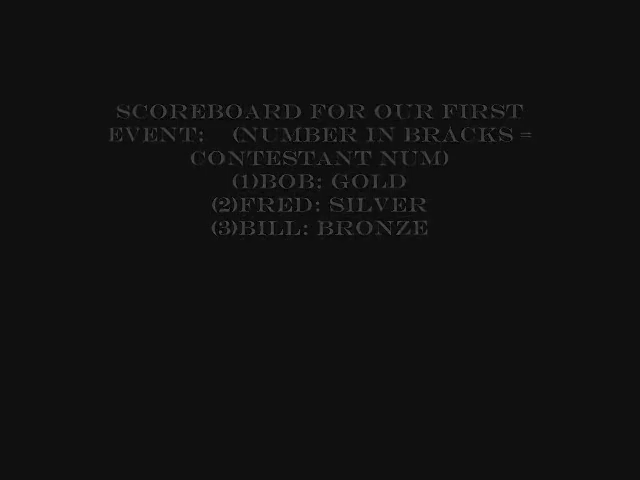 SCOREBOARD FOR OUR FIRST
EVENT: (NUMBER IN BRACKS =
CONTESTANT NUM)
(1)BOB: GOLD
(2)FRED: SILVER
(3)BILL: BRONZE